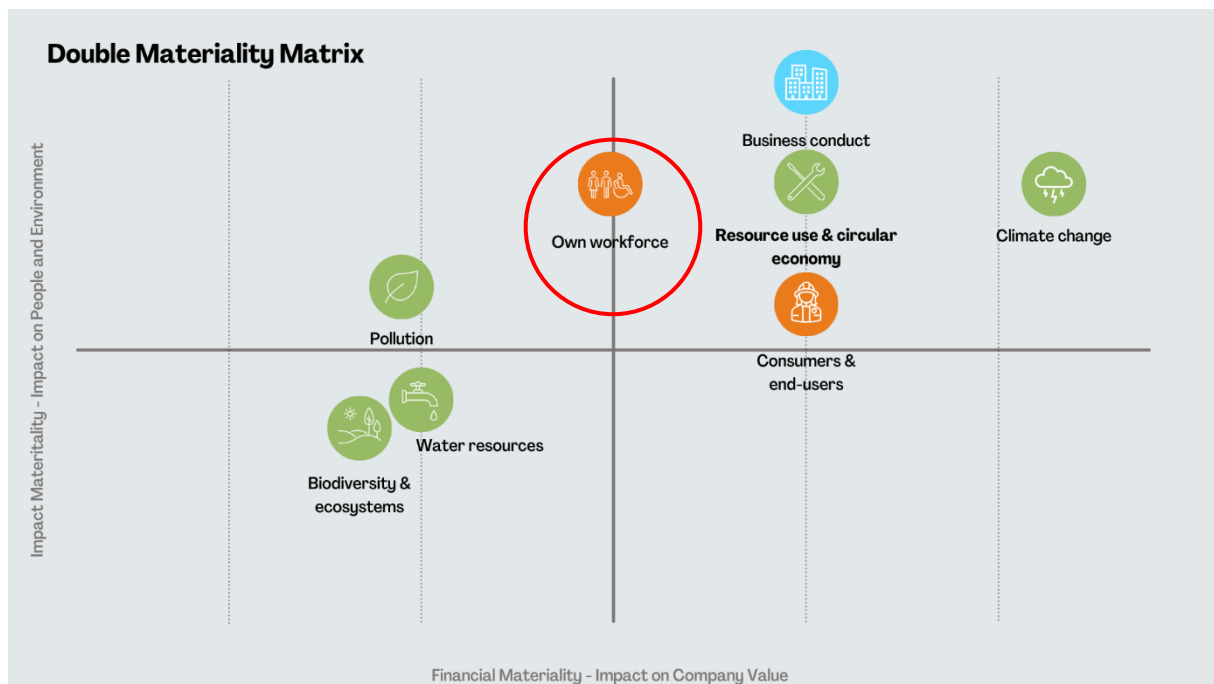 Double Materiality Matrix
Impact Materitality - Impact on People and Environment
Business conduct
Own workforce
Resource use & circular
economy
Climate change
Pollution
Consumers &
end-users
Water resources
Biodiversity &
ecosystems
Financial Materiality - Impact on Company Value